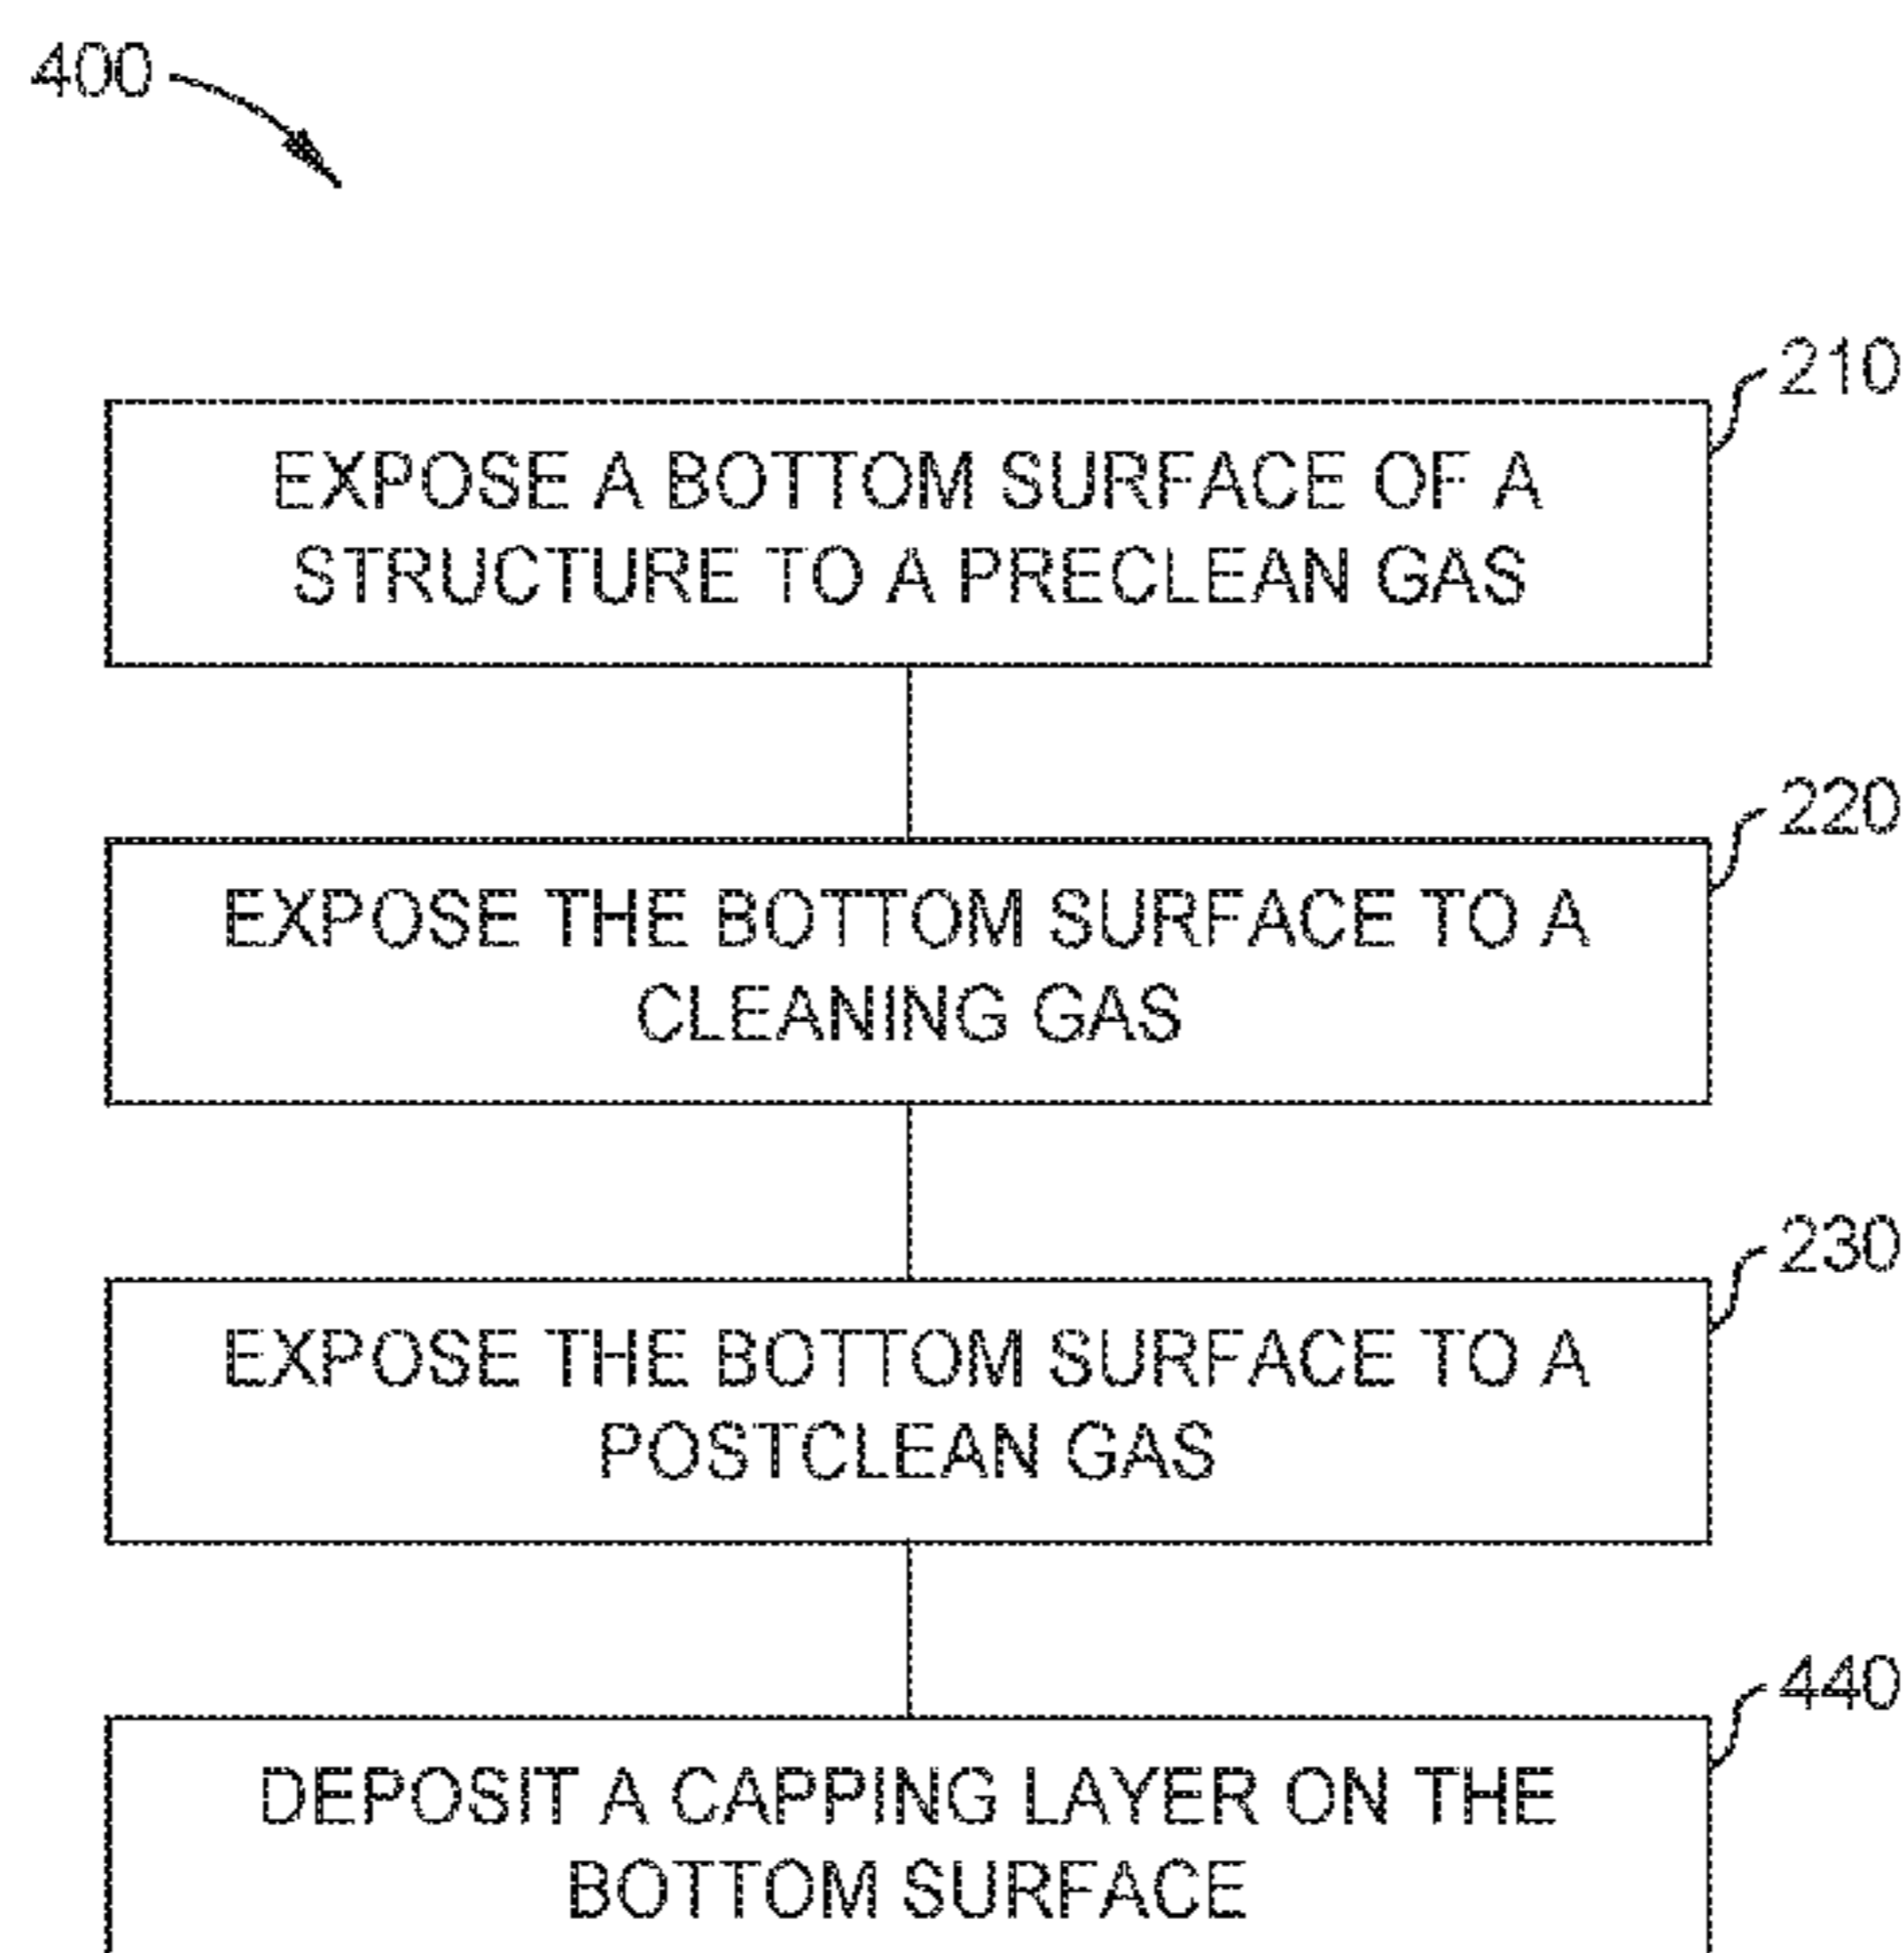 400
210
EXPOSE A BOTTOM SURFACE OF A
STRUCTURE TO A PRECLEAN GAS
220
EXPOSE THE BOTTOM SURFACE TO A
CLEANING GAS
230
EXPOSE THE BOTTOM SURFACE TO A
POSTCLEAN GAS
440
DEPOSIT A CAPPING LAYER ON THE
BOTTOM SURFACE